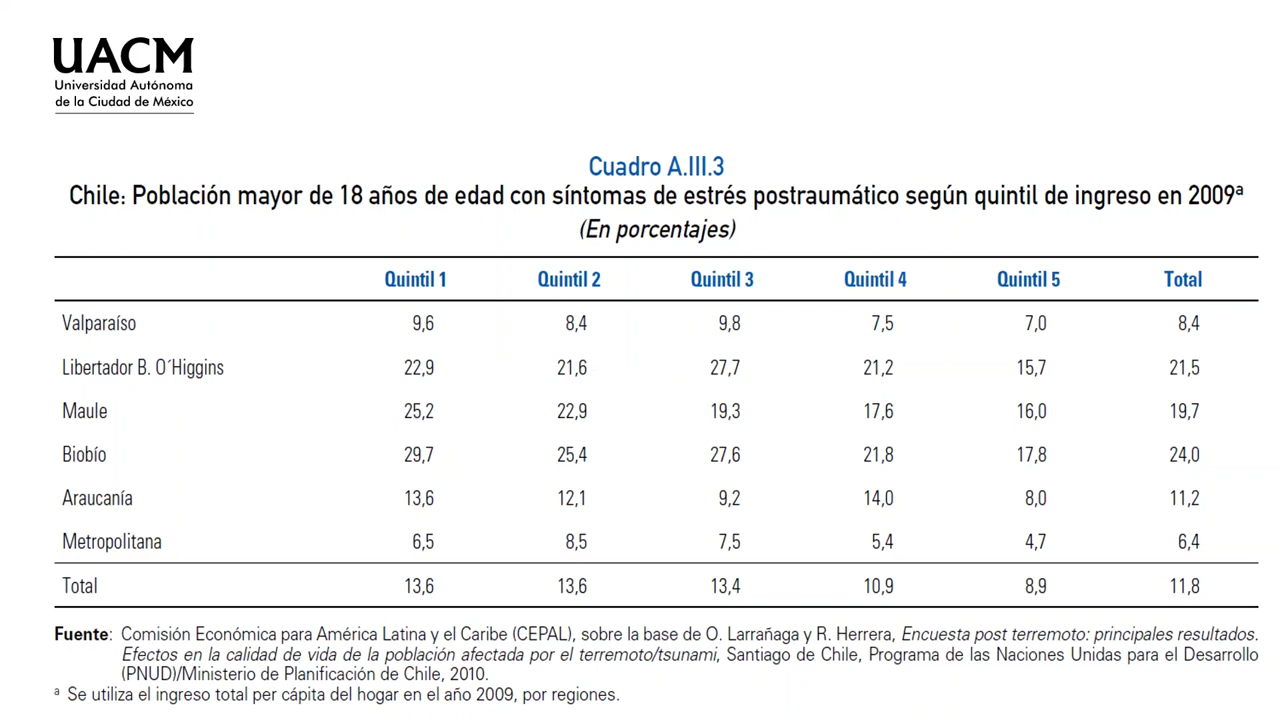 UACM
Universidad Autónoma
de la Ciudad de México
Cuadro A.III.3
Chile: Población mayor de 18 años de edad con síntomas de estrés postraumático según quintil de ingreso en 2009ª
(En porcentajes)
Quintil 1 Quintil 2 Quintil 3 Quintil 4 Quintil 5 Total
Valparaíso 9,6 8,4 9,8 7,5 7,0 8,4
Libertador B. O´Higgins 22,9 21,6 27,7 21,2 15,7 21,5
Maule 25,2 22,9 19,3 17,6 16,0 19,7
Biobío 29,7 25,4 27,6 21,8 17,8 24,0
Araucanía 13,6 12,1 9,2 14,0 8,0 11,2
Metropolitana 6,5 8,5 7,5 5,4 4,7 6,4
Total 13,6 13,6 13,4 10,9 8,9 11,8
Fuente: Comisión Económica para América Latina y el Caribe (CEPAL), sobre la base de O. Larrañaga y R. Herrera, Encuesta post terremoto: principales resultados.
Efectos en la calidad de vida de la población afectada por el terremoto/tsunami, Santiago de Chile, Programa de las Naciones Unidas para el Desarrollo
(PNUD)/Ministerio de Planificación de Chile, 2010.
ª Se utiliza el ingreso total per cápita del hogar en el año 2009, por regiones.